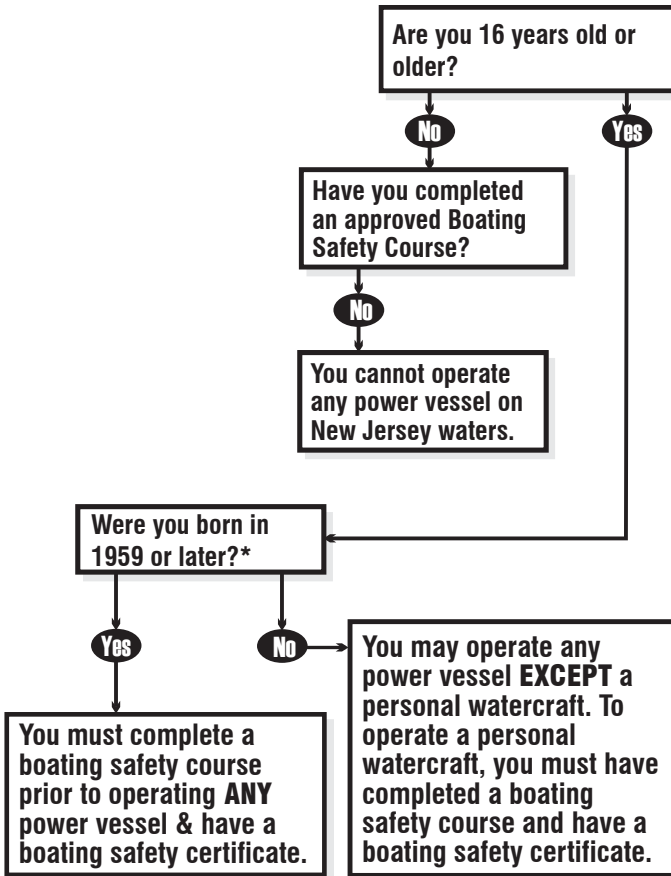 Are you 16 years old or
older?
No
Yes
Have you completed
an approved Boating
Safety Course?
No
You cannot operate
any power vessel on
New Jersey waters.
Were you born in
1959 or later?*
Yes
No
You may operate any
power vessel EXCEPT a
personal watercraft. To
operate a personal
watercraft, you must have
completed a boating
safety course and have a
boating safety certificate.
You must complete a
boating safety course
prior to operating ANY
power vessel & have a
boating safety certificate.